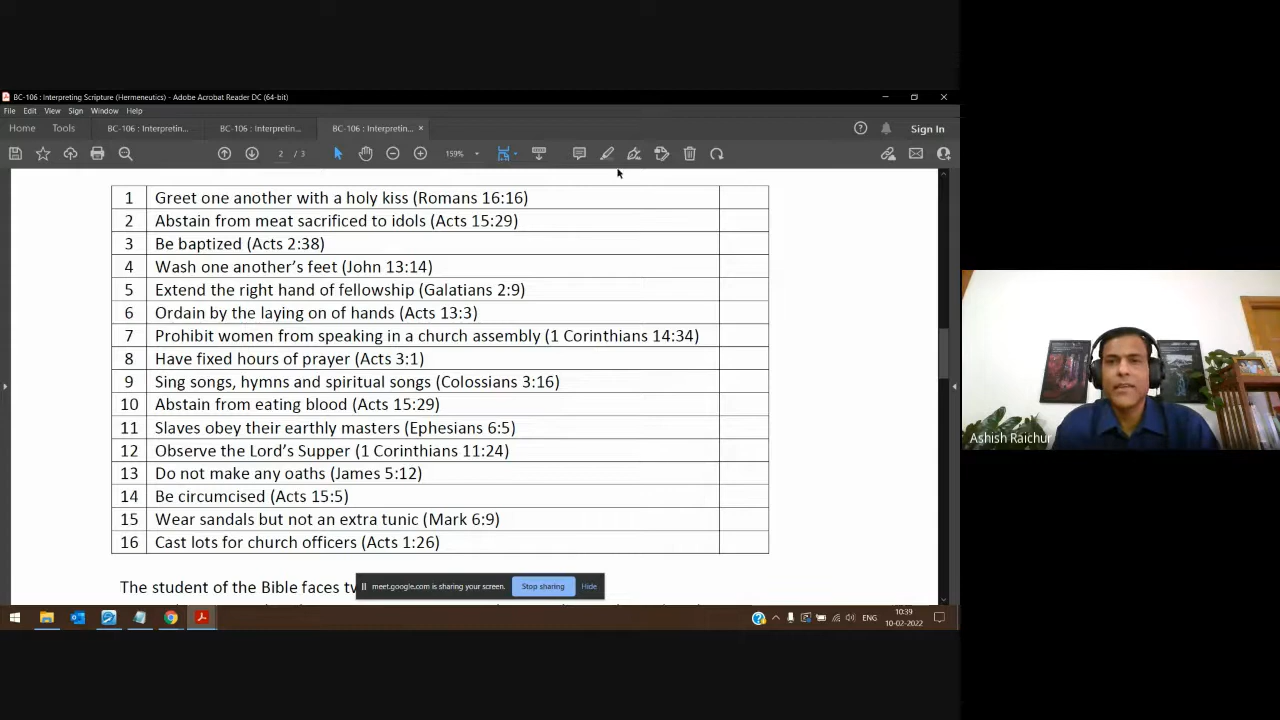 BC-106 : Interpreting Scripture (Hermeneutics) - Adobe Acrobat Reader DC (64-bit)
File Edit View Sign Window Help
Home Tools BC-106 : Interpretin... BC-106 : Interpretin... BC-106 : Interpretin... × Sign In
2 / 3 159%
1 Greet one another with a holy kiss (Romans 16:16)
2 Abstain from meat sacrificed to idols (Acts 15:29)
3 Be baptized (Acts 2:38)
4 Wash one another’s feet (John 13:14)
5 Extend the right hand of fellowship (Galatians 2:9)
6 Ordain by the laying on of hands (Acts 13:3)
7 Prohibit women from speaking in a church assembly (1 Corinthians 14:34)
8 Have fixed hours of prayer (Acts 3:1)
9 Sing songs, hymns and spiritual songs (Colossians 3:16)
10 Abstain from eating blood (Acts 15:29)
11 Slaves obey their earthly masters (Ephesians 6:5)
12 Observe the Lord’s Supper (1 Corinthians 11:24)
13 Do not make any oaths (James 5:12)
14 Be circumcised (Acts 15:5)
15 Wear sandals but not an extra tunic (Mark 6:9)
16 Cast lots for church officers (Acts 1:26)
The student of the Bible faces
meet.google.com is sharing your screen. Stop sharing Hide
ENG 10:39
10-02-2022
Ashish Raichur